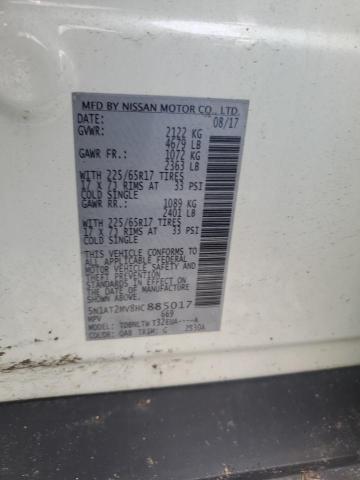 MFD BY NISSAN MOTOR CO., LTD.
DATE: 08/17
GVWR: 2122 KG
4679 LB
GAWR FR.: 1072 KG
2363 LB
WITH 225/65R17 TIRES
17 X 7J RIMS AT 33 PSI
COLD SINGLE
GAWR RR.: 1089 KG
2401 LB
WITH 225/65R17 TIRES
17 X 7J RIMS AT 33 PSI
COLD SINGLE
THIS VEHICLE CONFORMS TO ALL
APPLICABLE FEDERAL
MOTOR VEHICLE
SAFETY, BUMPER AND
THEFT PREVENTION
STANDARDS IN EFFECT
ON THE DATE OF
MANUFACTURE
SHOWN ABOVE.
5N1AT2MV8HC885017
MPV 669
MODEL:
COLOR: QAB TRIM: G 2930A